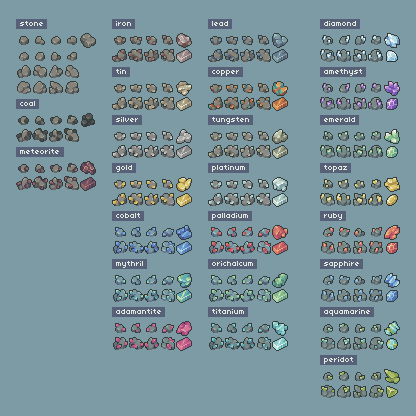 stone
coal
meteorite
iron
tin
silver
gold
cobalt
mythril
adamantite
lead
copper
tungsten
platinum
palladium
orichalcum
titanium
diamond
amethyst
emerald
topaz
ruby
sapphire
aquamarine
peridot